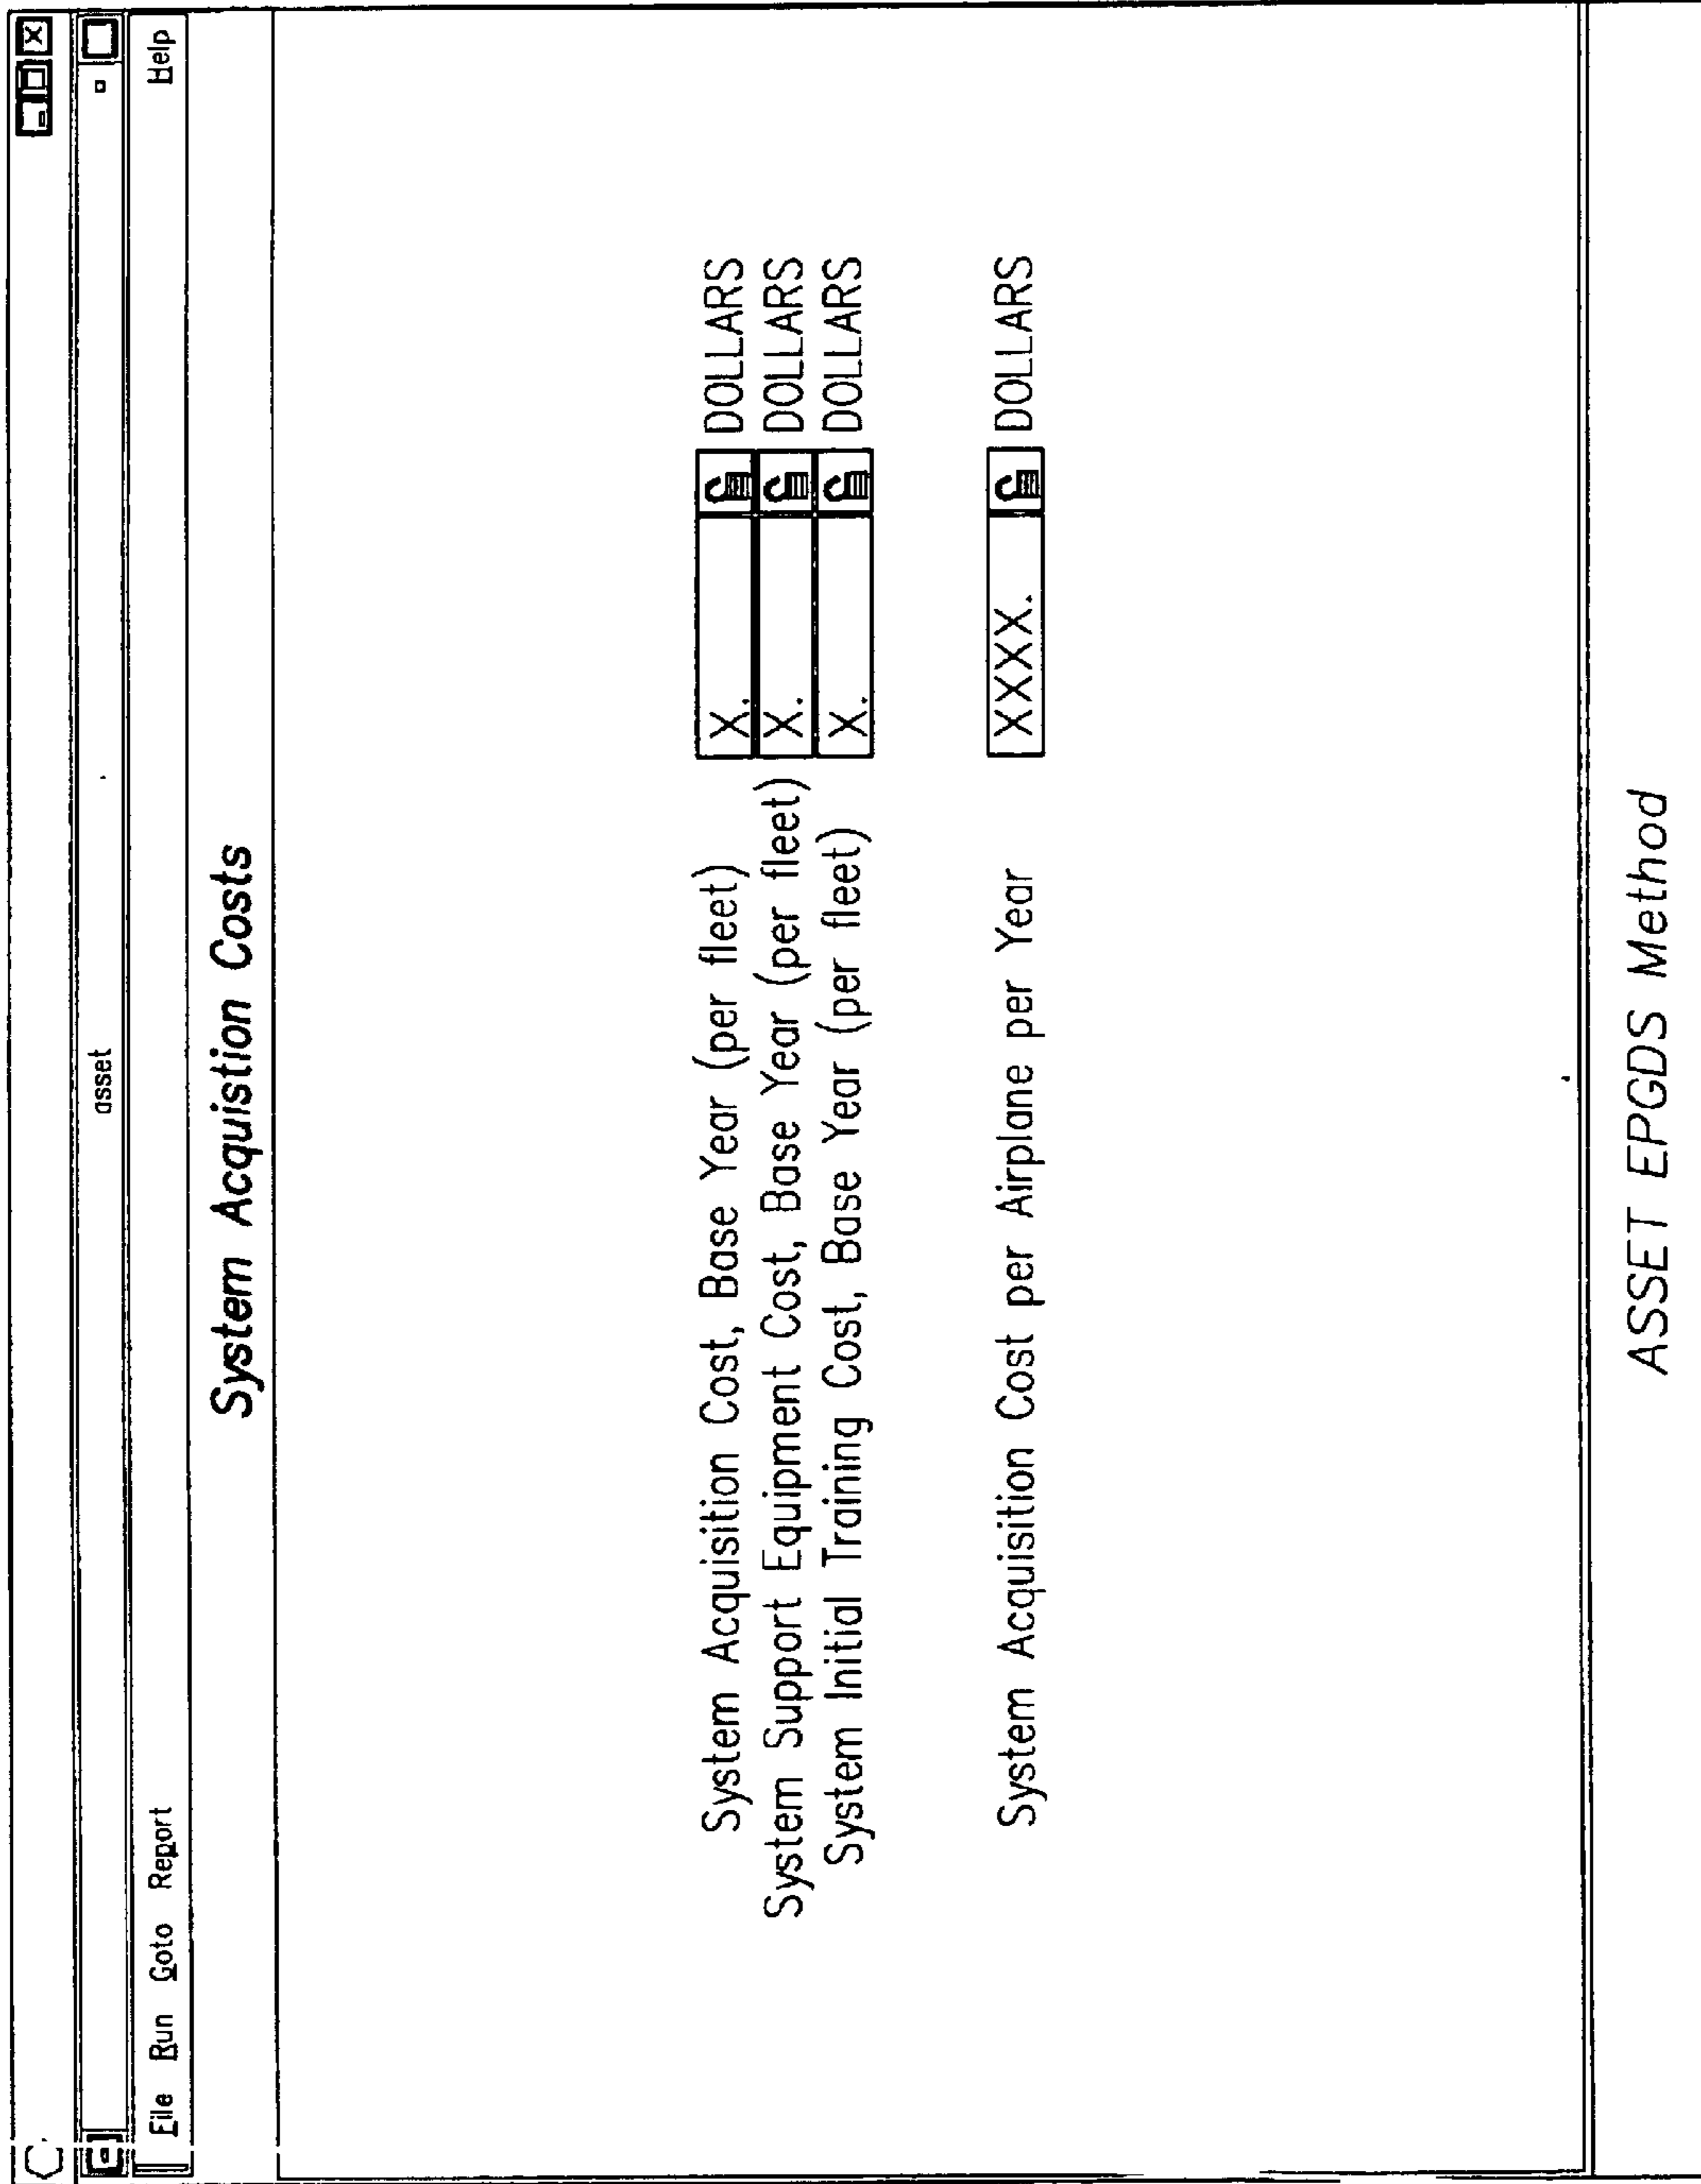 asset
File Run Goto Report Help
System Acquistion Costs
System Acquisition Cost, Base Year (per fleet) X. DOLLARS
System Support Equipment Cost, Base Year (per fleet) X. DOLLARS
System Initial Training Cost, Base Year (per fleet) X. DOLLARS
System Acquisition Cost per Airplane per Year XXXX. DOLLARS
ASSET EPGDS Method